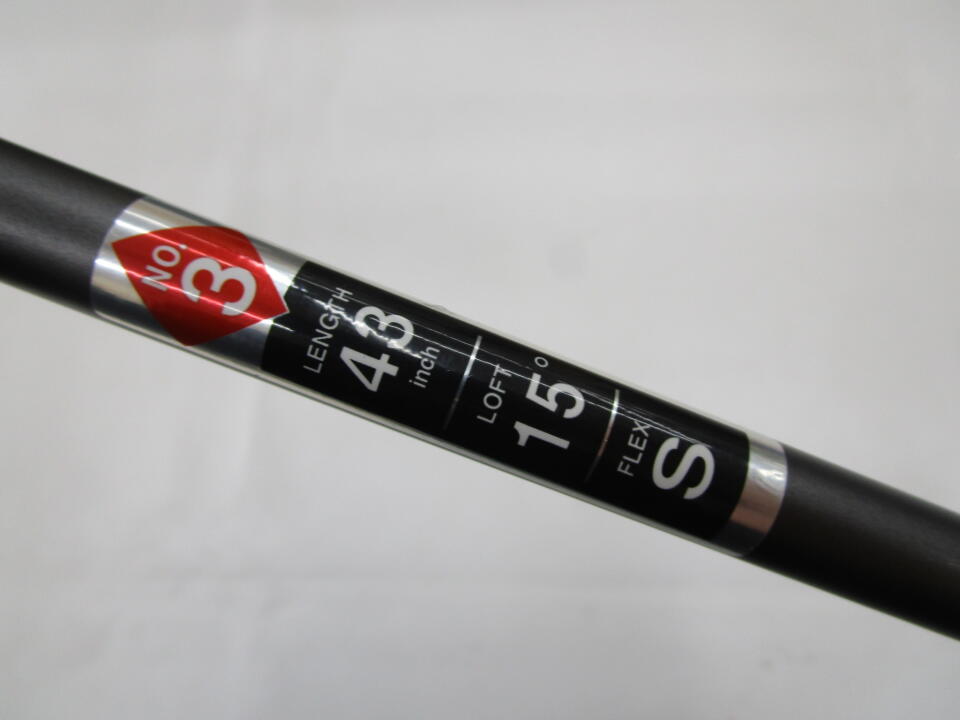 NO.
3
LENGTH
43
inch
LOFT
15°
FLEX
S